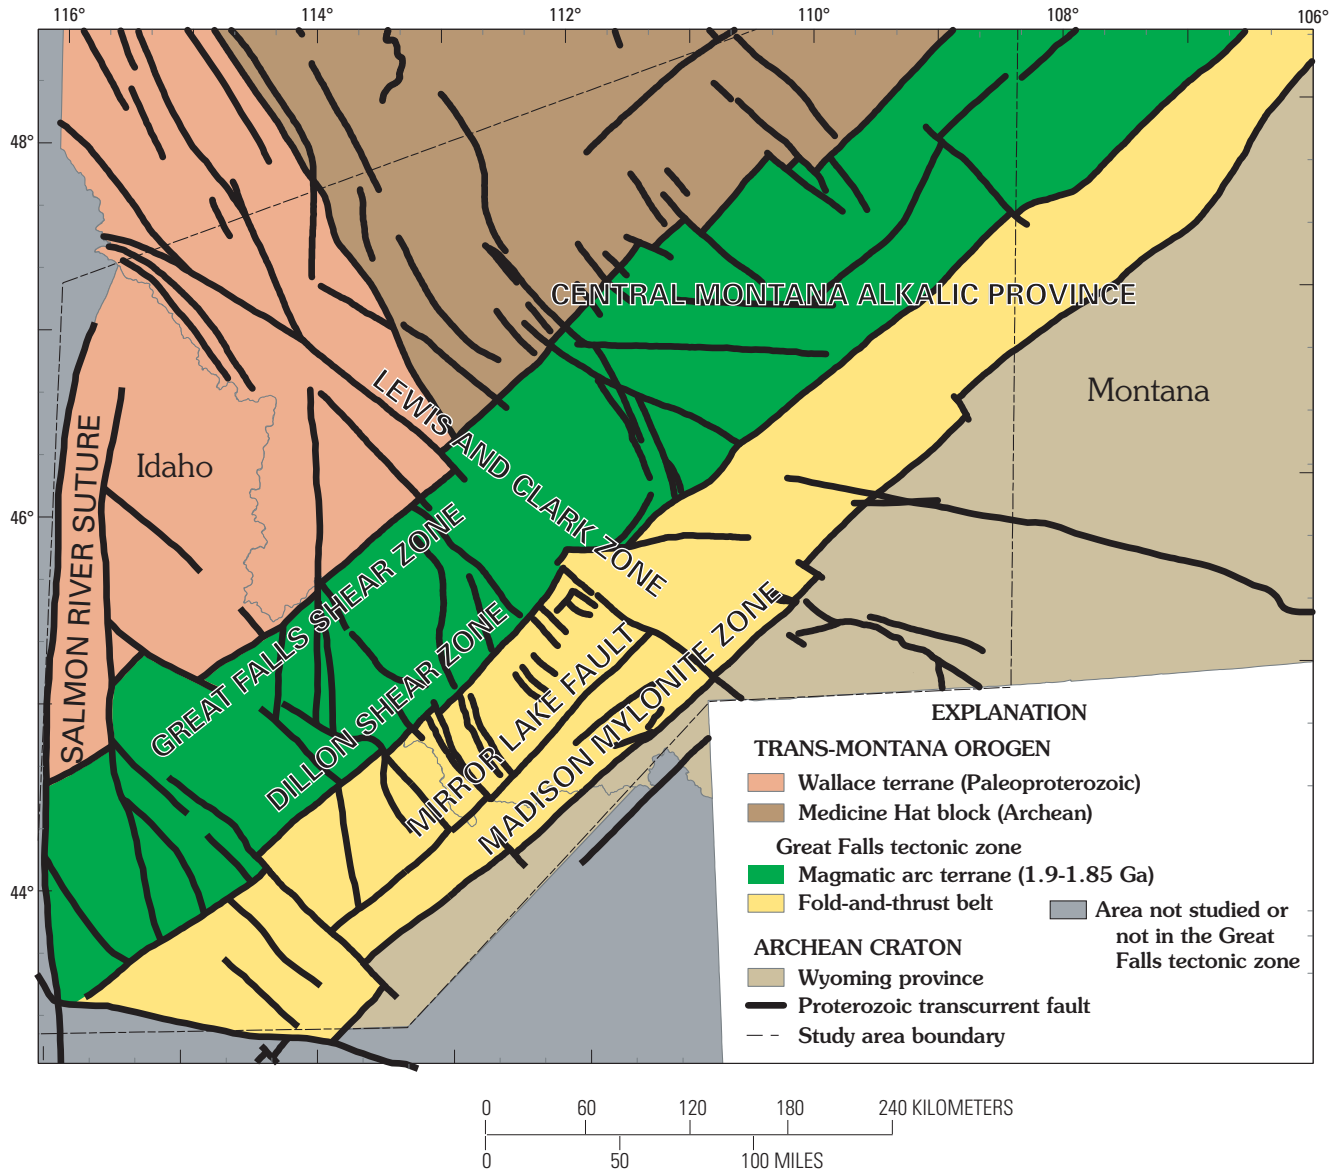 116°
114°
112°
110°
108°
106°
48°
46°
44°
CENTRAL MONTANA ALKALIC PROVINCE
LEWIS AND CLARK ZONE
Montana
Idaho
SALMON RIVER SUTURE
GREAT FALLS SHEAR ZONE
DILLON SHEAR ZONE
MIRROR LAKE FAULT
MADISON MYLONITE ZONE
EXPLANATION
TRANS-MONTANA OROGEN
Wallace terrane (Paleoproterozoic)
Medicine Hat block (Archean)
Great Falls tectonic zone
Magmatic arc terrane (1.9-1.85 Ga)
Fold-and-thrust belt
Area not studied or
not in the Great
Falls tectonic zone
ARCHEAN CRATON
Wyoming province
Proterozoic transcurrent fault
Study area boundary
0 60 120 180 240 KILOMETERS
0 50 100 MILES